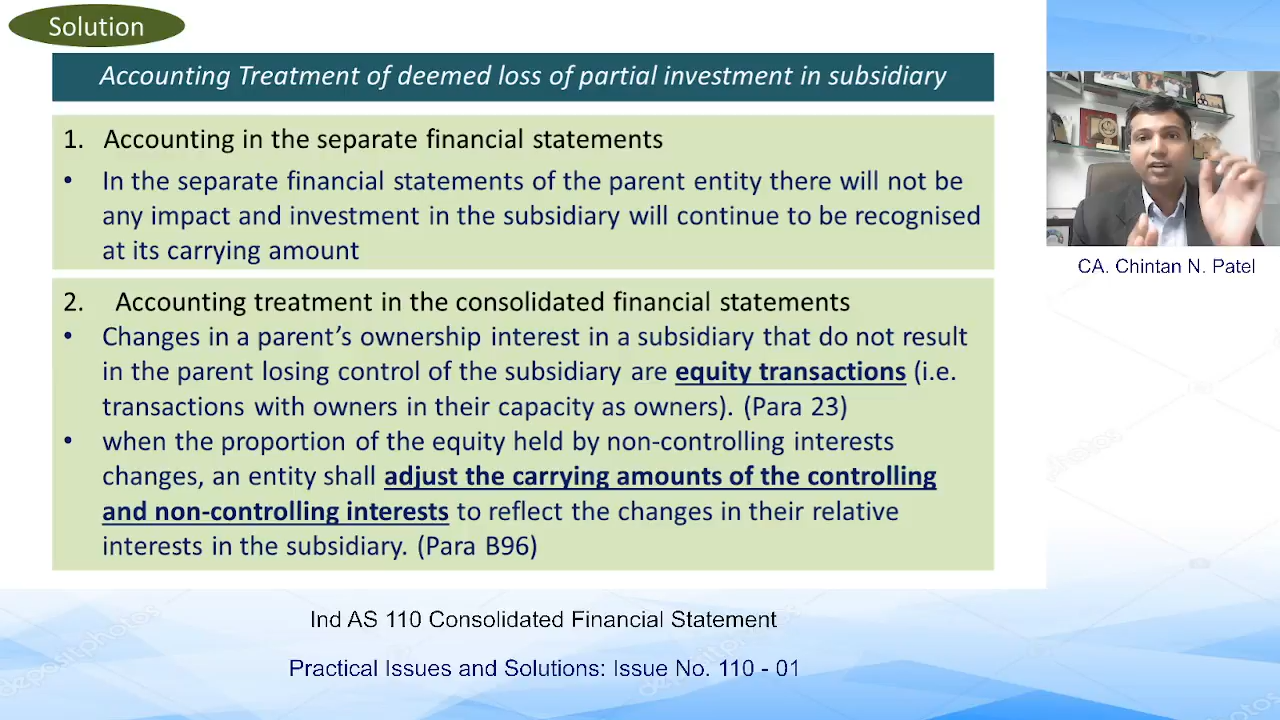 Solution
Accounting Treatment of deemed loss of partial investment in subsidiary
1. Accounting in the separate financial statements
• In the separate financial statements of the parent entity there will not be
any impact and investment in the subsidiary will continue to be recognised
at its carrying amount
2. Accounting treatment in the consolidated financial statements
• Changes in a parent’s ownership interest in a subsidiary that do not result
in the parent losing control of the subsidiary are equity transactions (i.e.
transactions with owners in their capacity as owners). (Para 23)
• when the proportion of the equity held by non-controlling interests
changes, an entity shall adjust the carrying amounts of the controlling
and non-controlling interests to reflect the changes in their relative
interests in the subsidiary. (Para B96)
CA. Chintan N. Patel
Ind AS 110 Consolidated Financial Statement
Practical Issues and Solutions: Issue No. 110 - 01
depositphotos
depositphotos